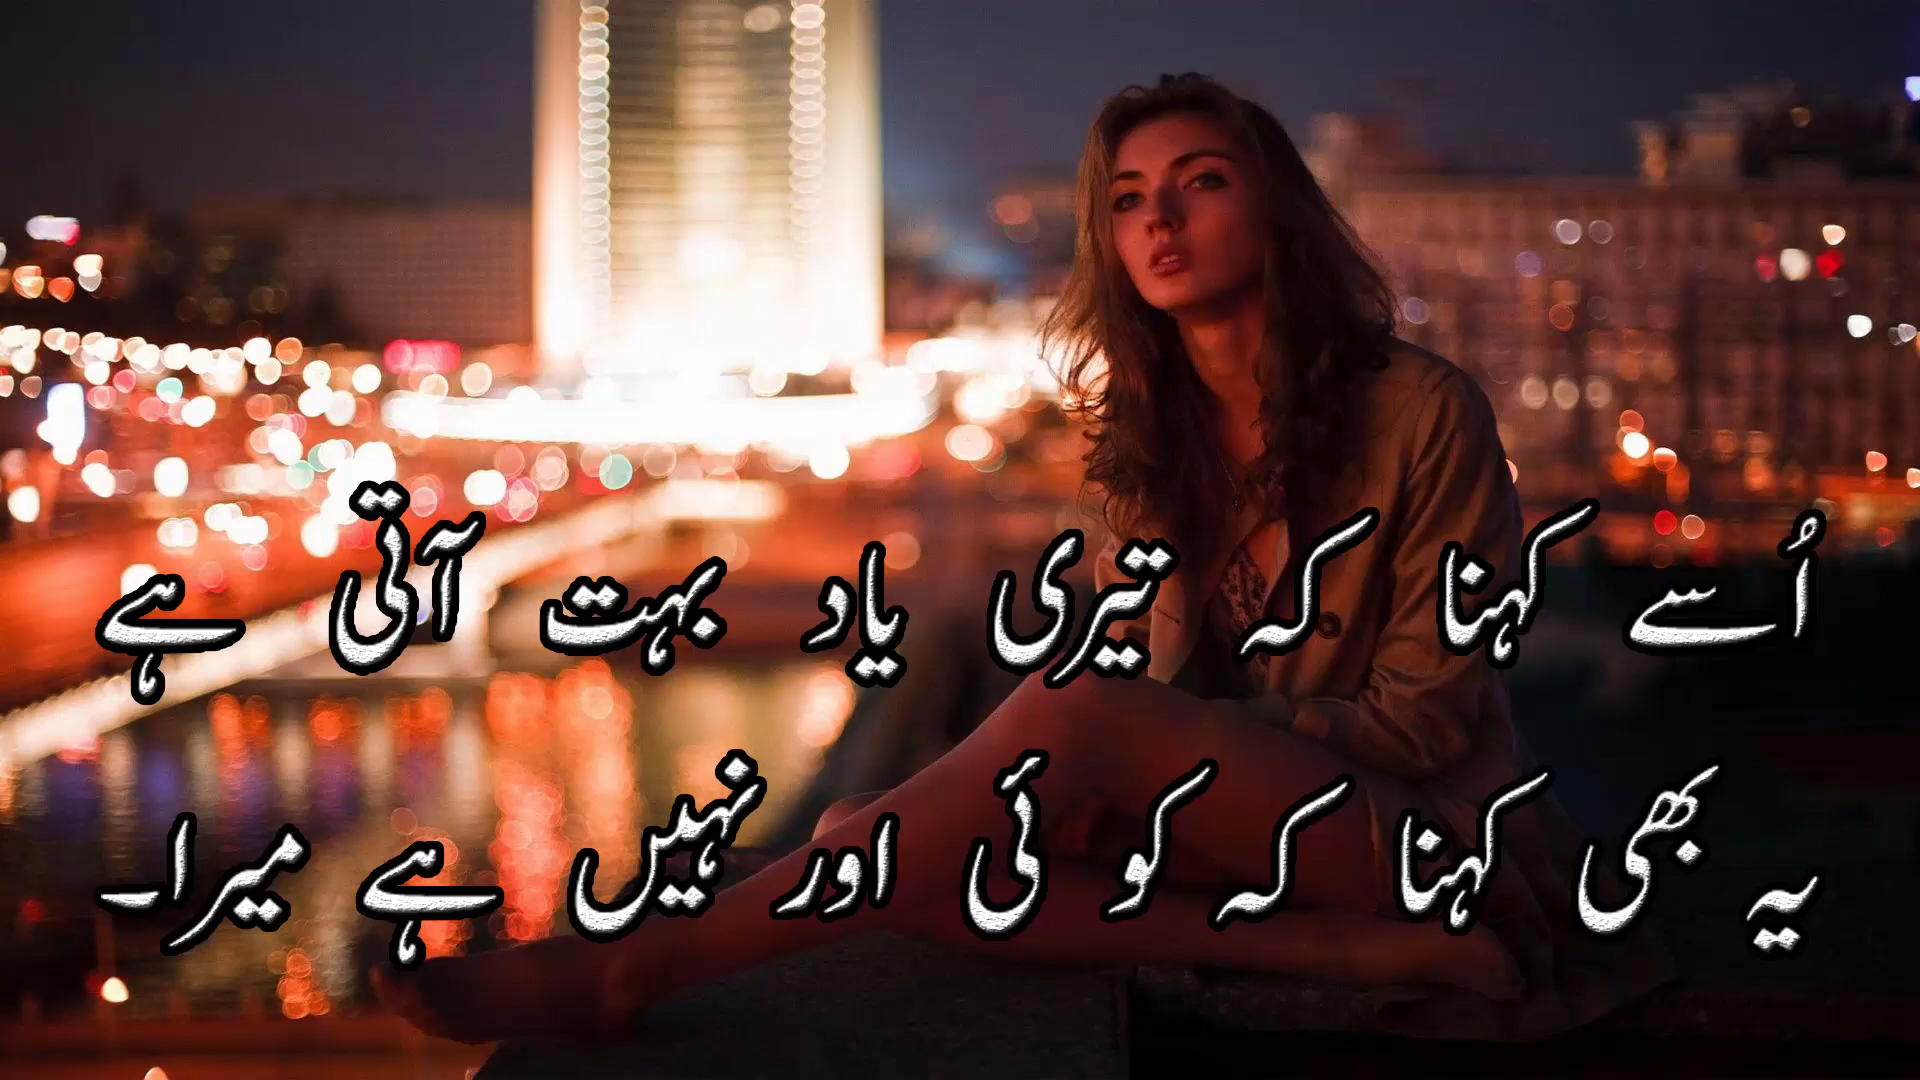 اُسے کہنا کہ تیری یاد بہت آتی ہے
یہ بھی کہنا کہ کوئی اور نہیں ہے میرا۔